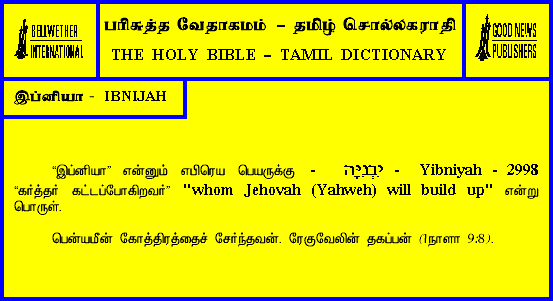 BELLWETHER
INTERNATIONAL
பரிசுத்த வேதாகமம் – தமிழ் சொல்லகராதி
THE HOLY BIBLE – TAMIL DICTIONARY
GOOD NEWS
PUBLISHERS
இப்னியா - IBNIJAH
“இப்னியா” என்னும் எபிரெய பெயருக்கு - יִבְנִיָּה - Yibniyah - 2998
“கர்த்தர் கட்டப்போகிறவர்” "whom Jehovah (Yahweh) will build up" என்று
பொருள்.
பென்யமீன் கோத்திரத்தைச் சேர்ந்தவன். ரேகுவேலின் தகப்பன் (1நாளா 9:8).